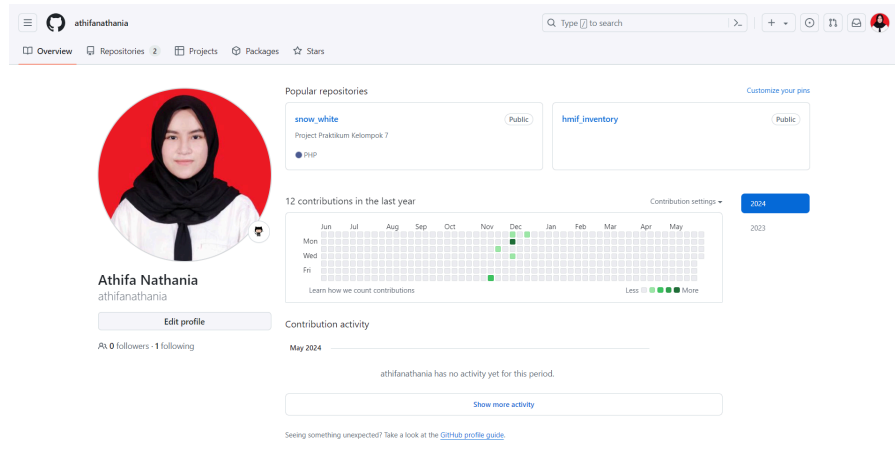 athifanathania
Type / to search
Overview Repositories 2 Projects Packages Stars
Popular repositories Customize your pins
snow_white Public
Project Praktikum Kelompok 7
PHP
hmif_inventory Public
12 contributions in the last year Contribution settings
2024
2023
Jun Jul Aug Sep Oct Nov Dec Jan Feb Mar Apr May
Mon
Wed
Fri
Learn how we count contributions Less More
Athifa Nathania
athifanathania
Edit profile
0 followers · 1 following
Contribution activity
May 2024
athifanathania has no activity yet for this period.
Show more activity
Seeing something unexpected? Take a look at the GitHub profile guide.